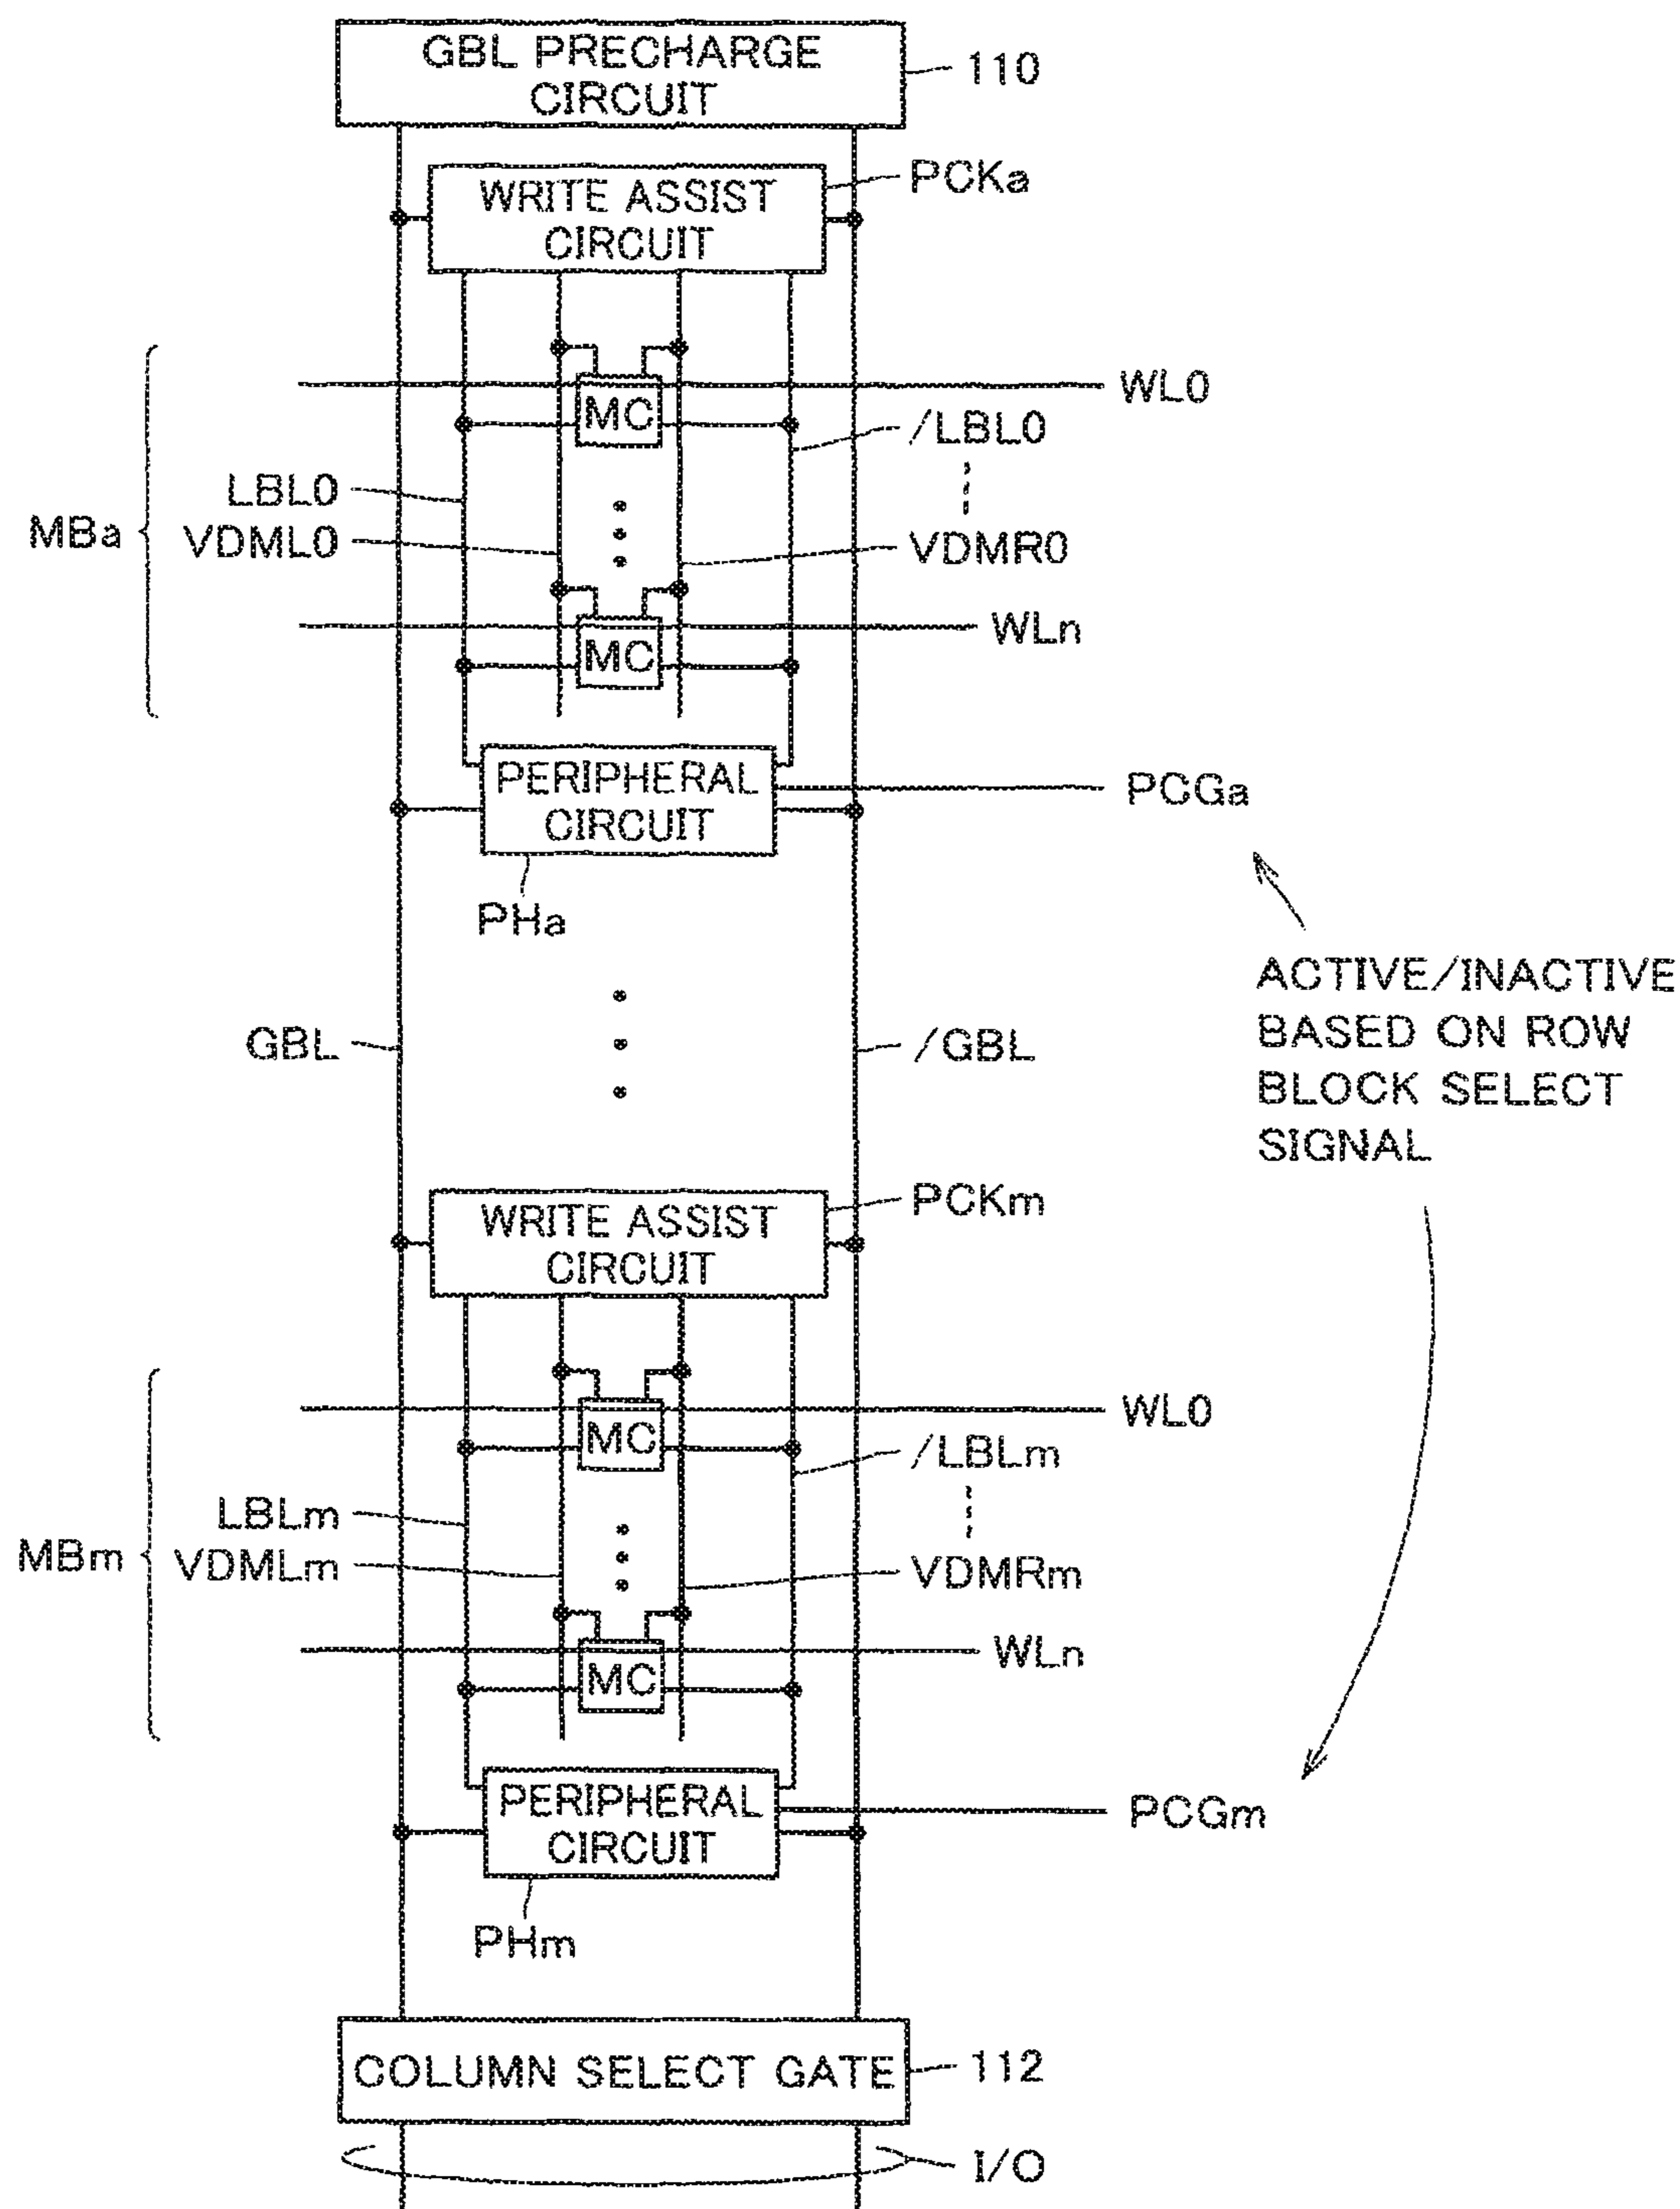 GBL PRECHARGE
CIRCUIT
110
WRITE ASSIST
CIRCUIT
PCKa
MC
WL0
/LBL0
LBL0
MBa
VDML0
VDMR0
MC
WLn
PERIPHERAL
CIRCUIT
PCGa
PHa
ACTIVE/INACTIVE
BASED ON ROW
BLOCK SELECT
SIGNAL
GBL
/GBL
WRITE ASSIST
CIRCUIT
PCKm
MC
WL0
/LBLm
LBLm
MBm
VDMLm
VDMRm
MC
WLn
PERIPHERAL
CIRCUIT
PCGm
PHm
COLUMN SELECT GATE
112
I/O